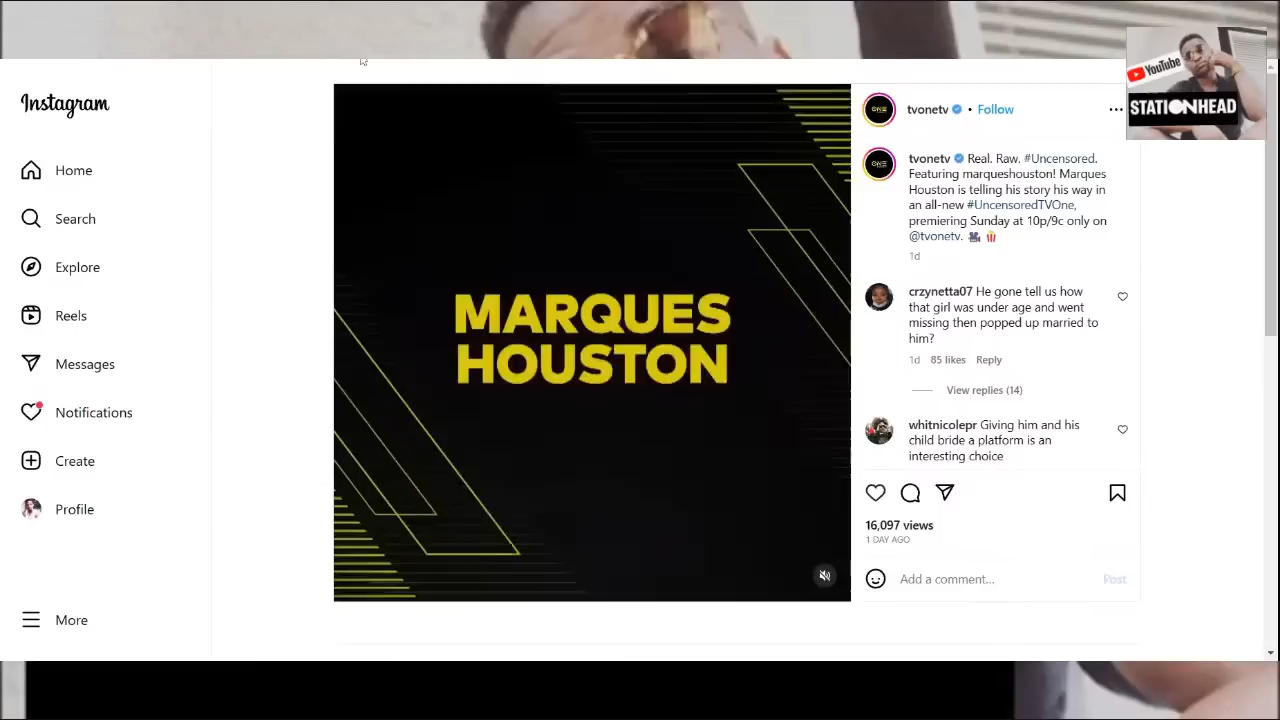 Instagram
Home
Search
Explore
Reels
Messages
Notifications
Create
Profile
More
MARQUES
HOUSTON
tvonetv • Follow
tvonetv Real. Raw. #Uncensored.
Featuring marqueshouston! Marques
Houston is telling his story his way in
an all-new #UncensoredTVOne,
premiering Sunday at 10p/9c only on
@tvonetv.
1d
crzynetta07 He gone tell us how
that girl was under age and went
missing then popped up married to
him?
1d 85 likes Reply
View replies (14)
whitnicolepr Giving him and his
child bride a platform is an
interesting choice
16,097 views
1 DAY AGO
Add a comment...
Post
YouTube
STATIONHEAD